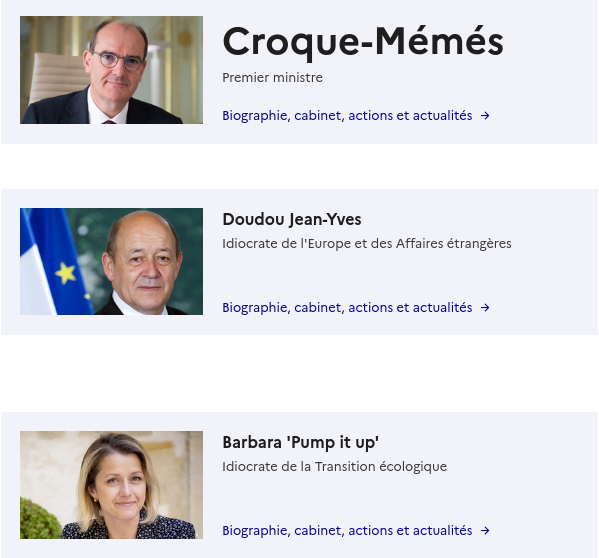 Croque-Mémés
Premier ministre
Biographie, cabinet, actions et actualités →
Doudou Jean-Yves
Idiocrate de l'Europe et des Affaires étrangères
Biographie, cabinet, actions et actualités →
Barbara 'Pump it up'
Idiocrate de la Transition écologique
Biographie, cabinet, actions et actualités →